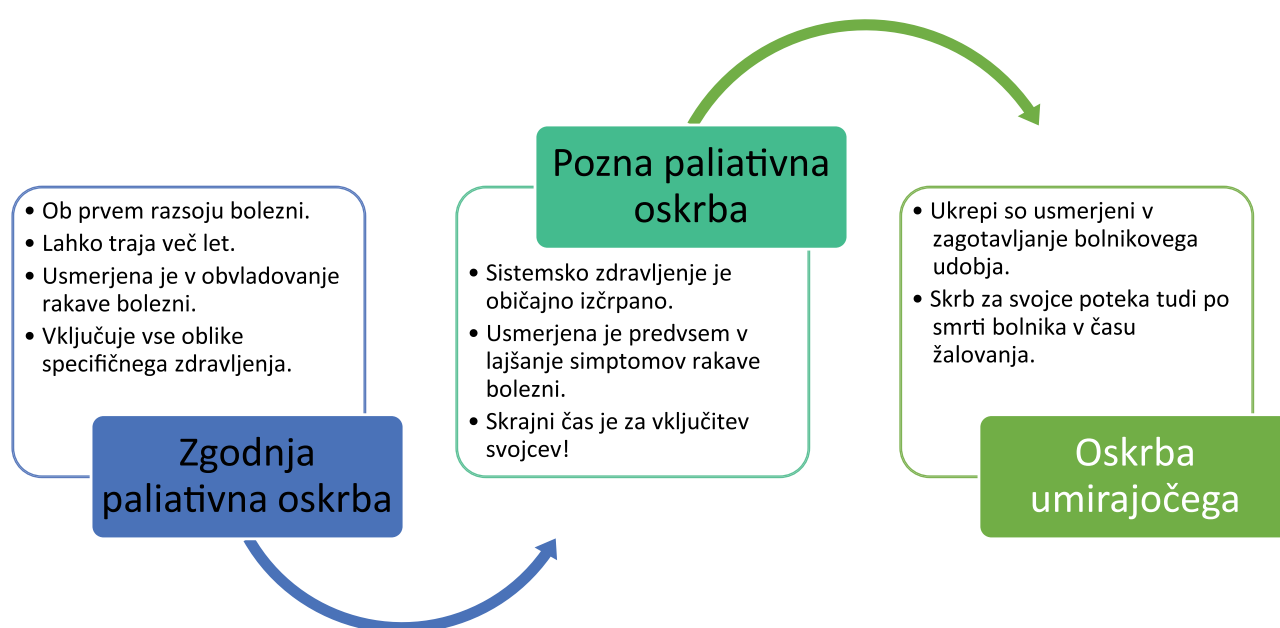 • Ob prvem razsoju bolezni.
• Lahko traja več let.
• Usmerjena je v obvladovanje
rakave bolezni.
• Vključuje vse oblike
specifičnega zdravljenja.
Zgodnja
paliativna oskrba
Pozna paliativna
oskrba
• Sistemsko zdravljenje je
običajno izčrpano.
• Usmerjena je predvsem v
lajšanje simptomov rakave
bolezni.
• Skrajni čas je za vključitev
svojcev!
• Ukrepi so usmerjeni v
zagotavljanje bolnikovega
udobja.
• Skrb za svojce poteka tudi po
smrti bolnika v času
žalovanja.
Oskrba
umirajočega